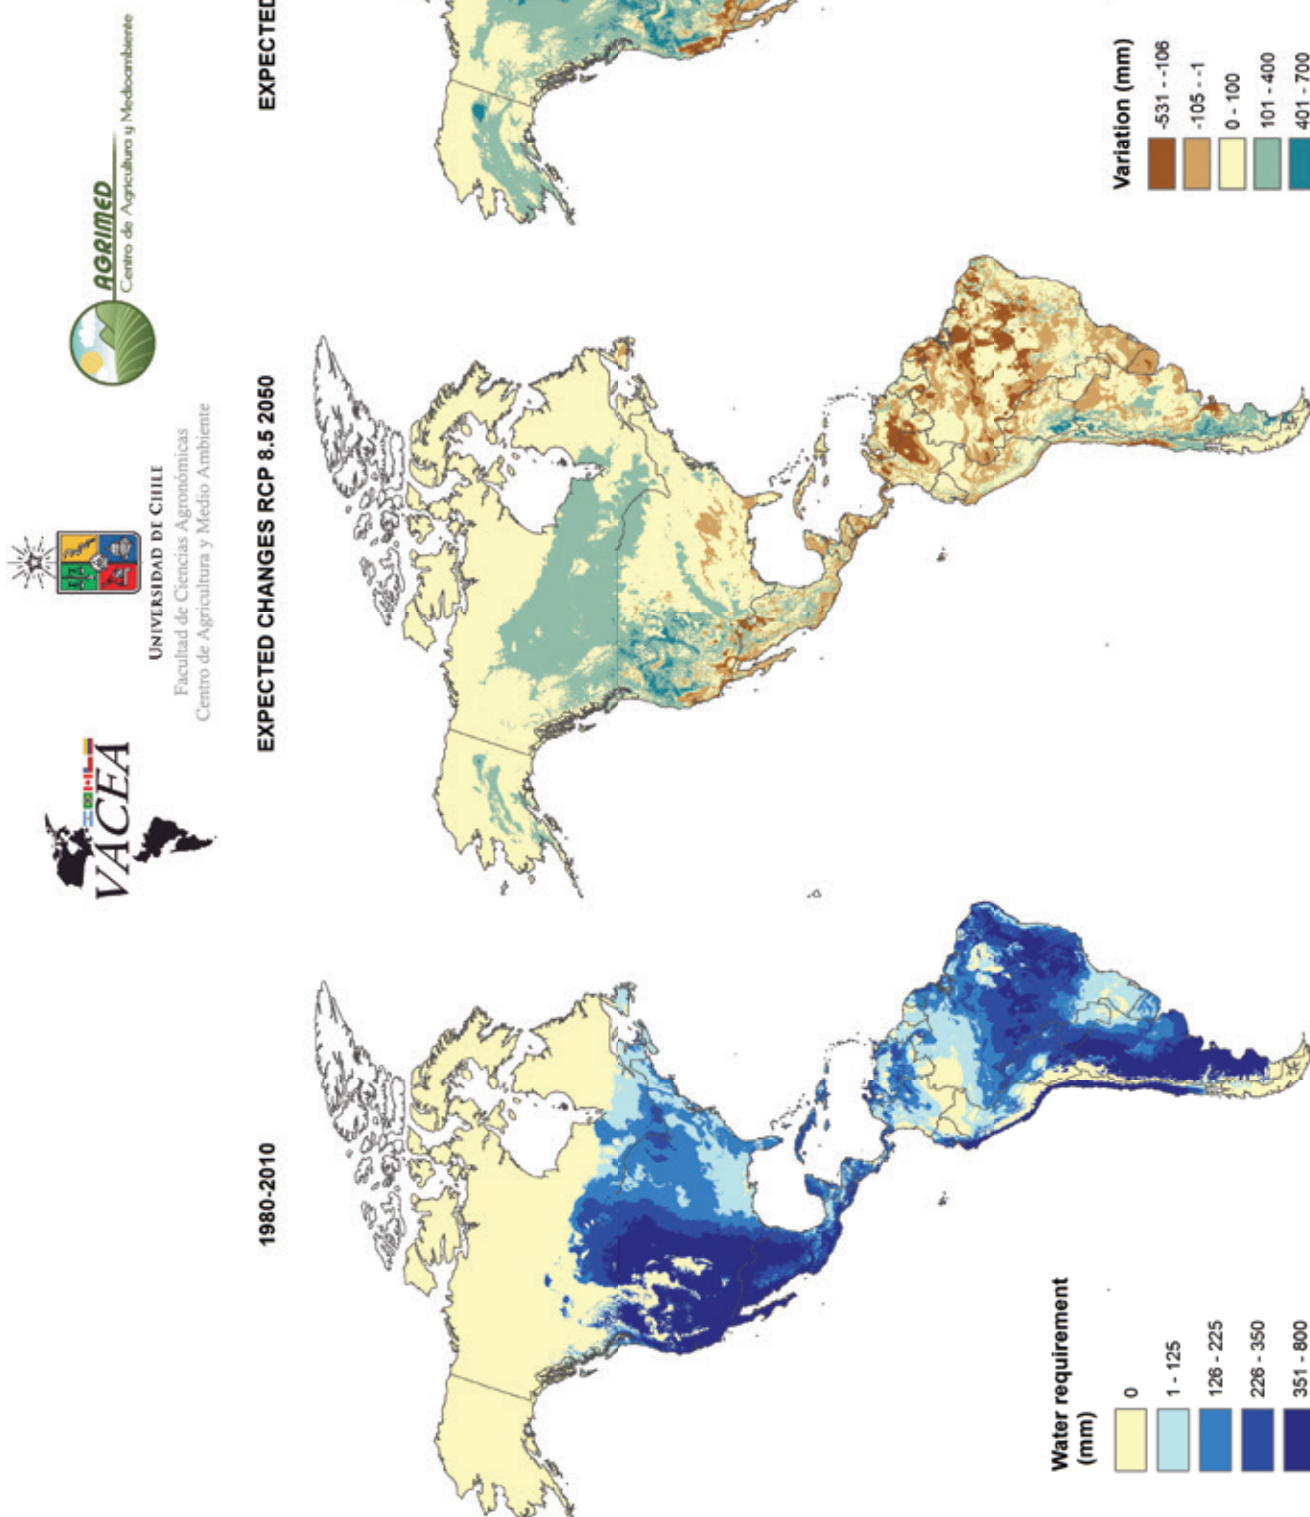 VACEA
UNIVERSIDAD DE CHILE
Facultad de Ciencias Agronómicas
Centro de Agricultura y Medio Ambiente
AGRIMED
Centro de Agricultura y Medioambiente
1980-2010
EXPECTED CHANGES RCP 8.5 2050
EXPECTED
Water requirement
(mm)
0
1 - 125
126 - 225
226 - 350
351 - 800
Variation (mm)
-531 - -106
-105 - -1
0 - 100
101 - 400
401 - 700